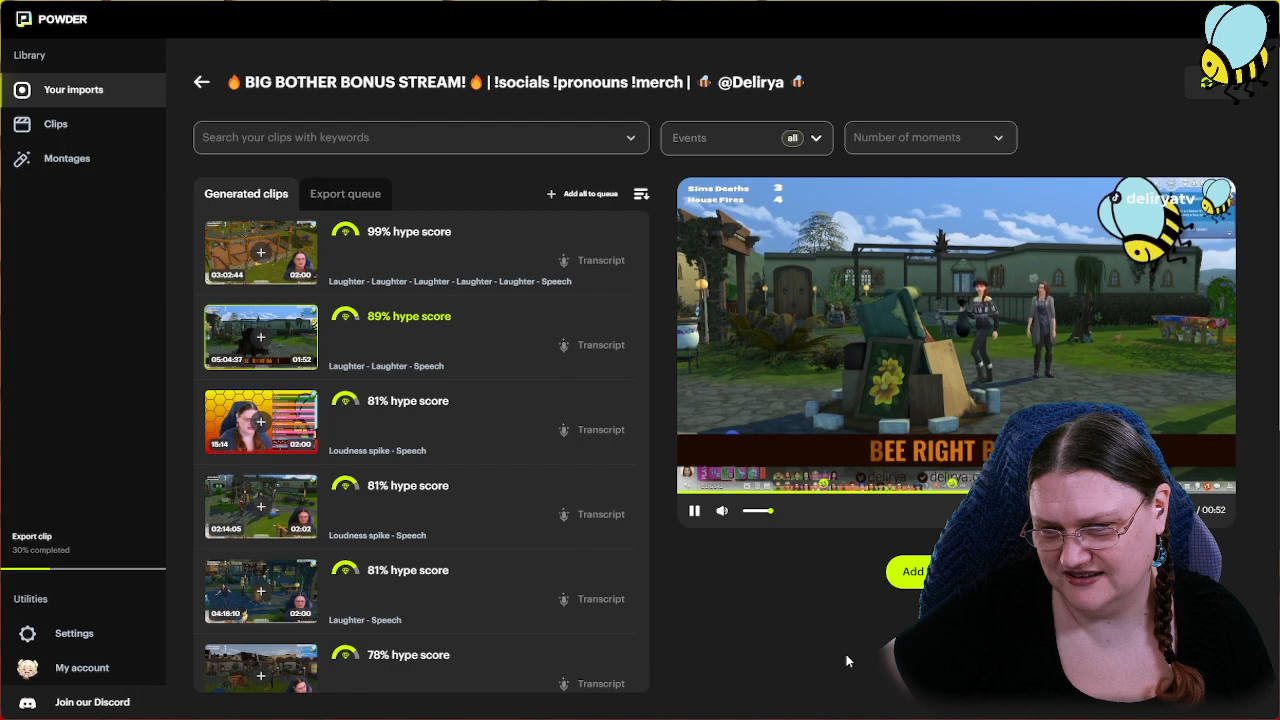 POWDER
Library
Your imports
Clips
Montages
Export clip
30% completed
Utilities
Settings
My account
Join our Discord
🔥 BIG BOTHER BONUS STREAM! 🔥 | !socials !pronouns !merch | 🐝 @Delirya 🐝
Search your clips with keywords
Events all
Number of moments
Generated clips
Export queue
Add all to queue
03:02:44 02:00
99% hype score
Transcript
Laughter - Laughter - Laughter - Laughter - Laughter - Speech
05:04:37 01:52
89% hype score
Transcript
Laughter - Laughter - Speech
15:14 02:00
81% hype score
Transcript
Loudness spike - Speech
02:14:05 02:02
81% hype score
Transcript
Loudness spike - Speech
04:18:10 02:00
81% hype score
Transcript
Laughter - Speech
78% hype score
Transcript
Sims Deaths 3
House Fires 4
deliryatv
BEE RIGHT B
delirya
/ 00:52
Add